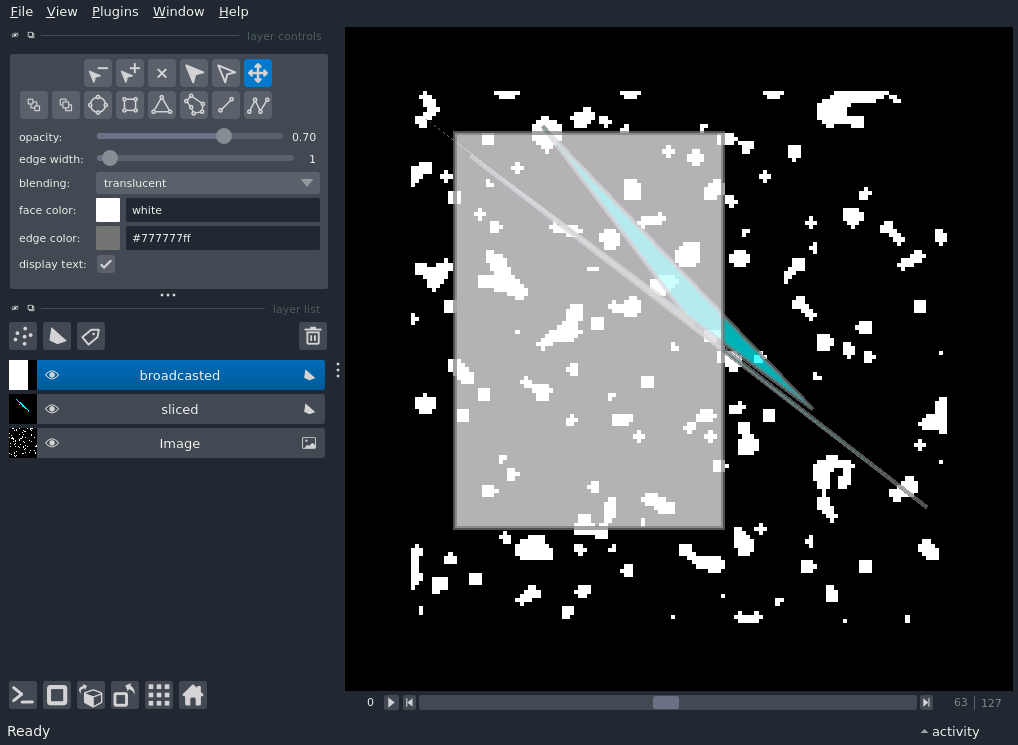 File View Plugins Window Help
layer controls
opacity: 0.70
edge width: 1
blending: translucent
face color: white
edge color: #777777ff
display text:
layer list
broadcasted
sliced
Image
0 63 127
Ready activity